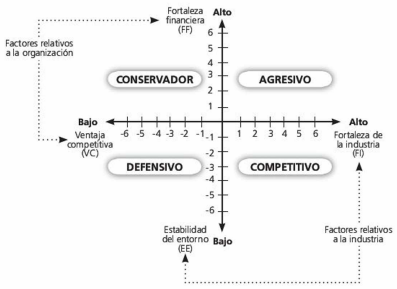 Fortaleza
financiera
(FF)
Alto
Factores relativos
a la organización
6
5
4
3
2
1
CONSERVADOR
AGRESIVO
Bajo
Alto
-6 -5 -4 -3 -2 -1
1 2 3 4 5 6
Ventaja
competitiva
(VC)
Fortaleza de
la industria
(FI)
-1
-2
-3
-4
-5
-6
DEFENSIVO
COMPETITIVO
Estabilidad
del entorno
(EE)
Bajo
Factores relativos
a la industria